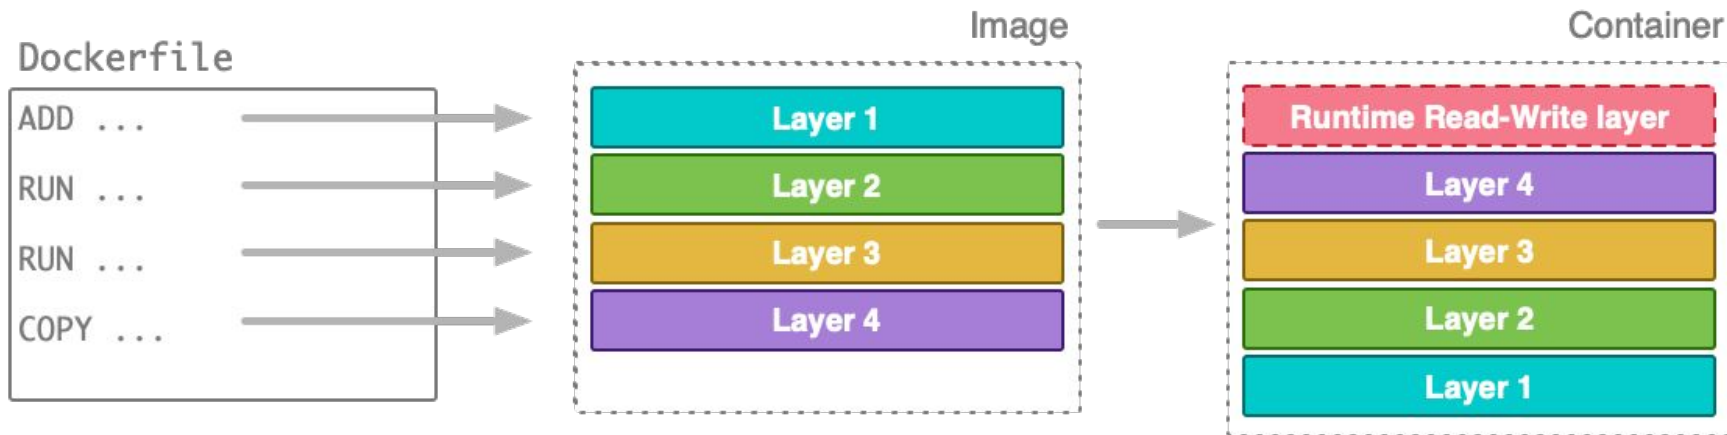 Dockerfile
ADD ...
RUN ...
RUN ...
COPY ...
Image
Layer 1
Layer 2
Layer 3
Layer 4
Container
Runtime Read-Write layer
Layer 4
Layer 3
Layer 2
Layer 1